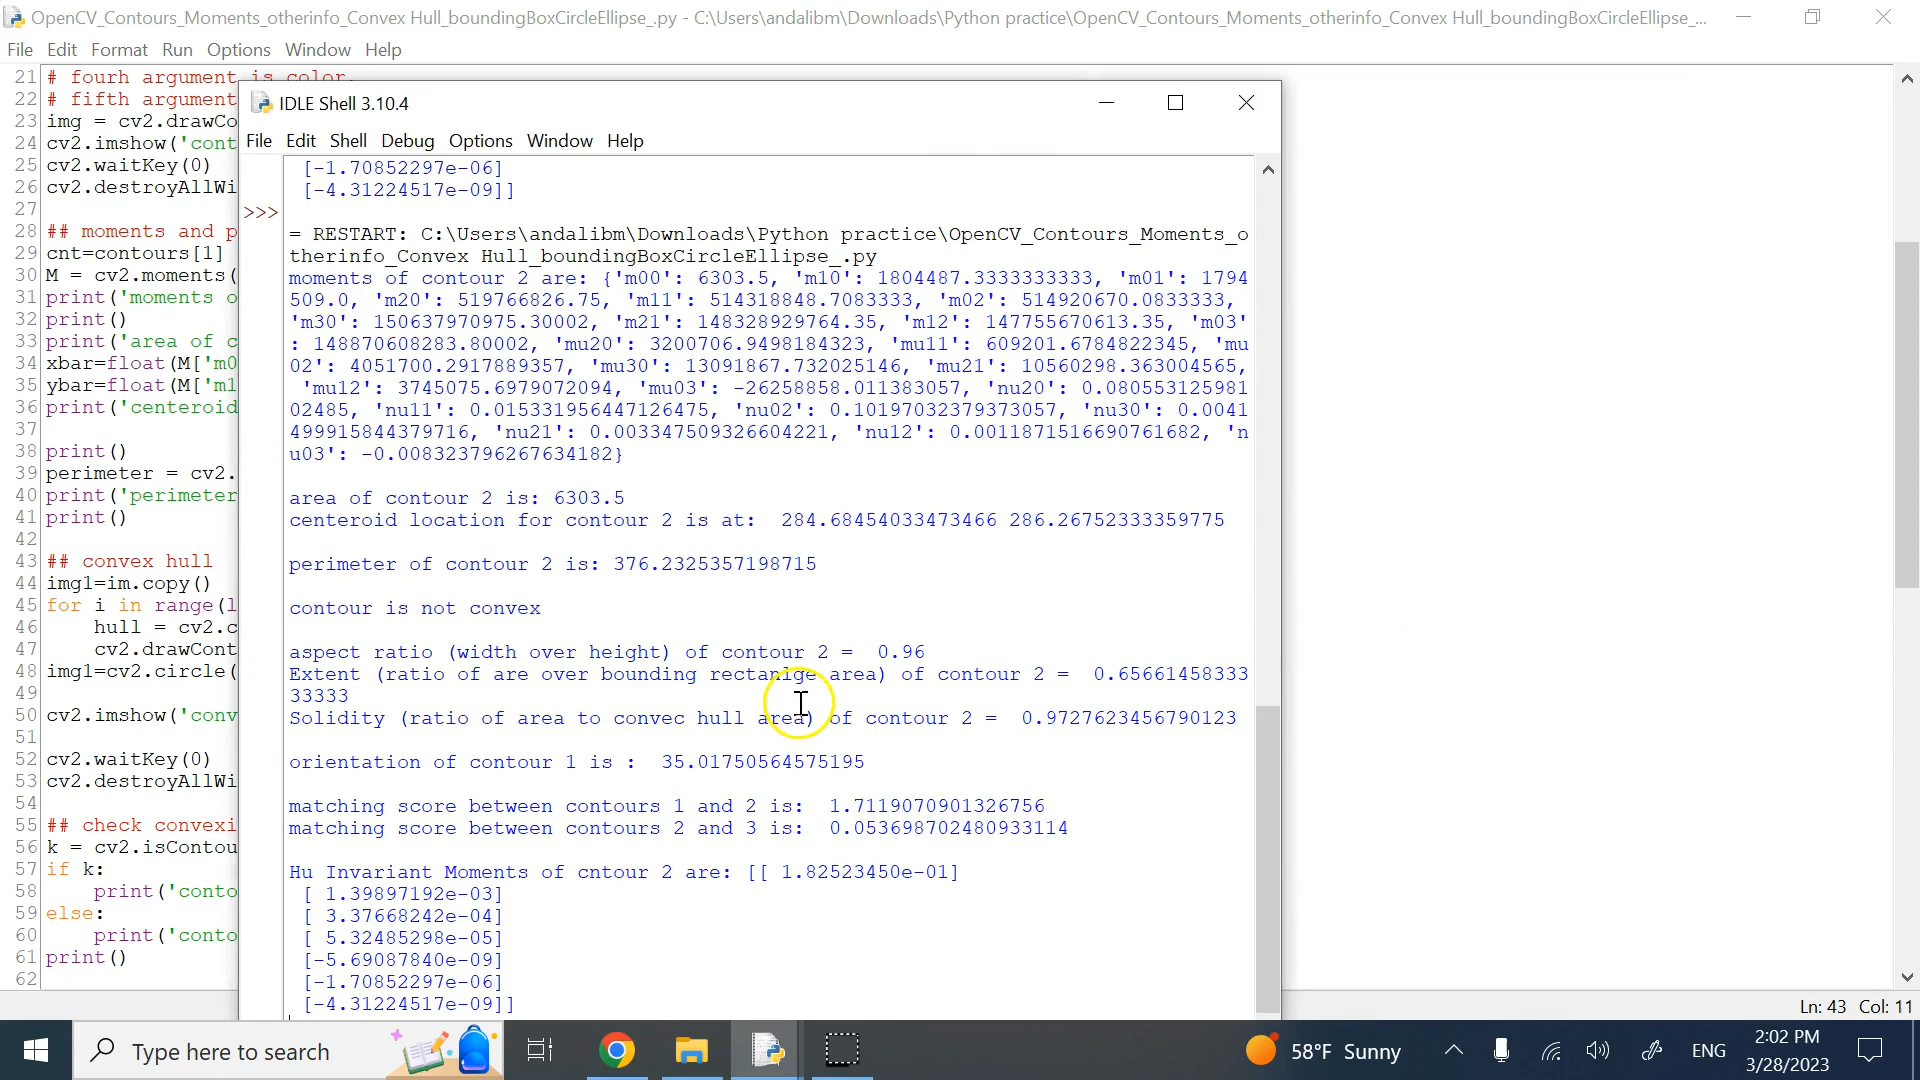 OpenCV_Contours_Moments_otherinfo_Convex Hull_boundingBoxCircleEllipse_.py - C:\Users\andalibm\Downloads\Python practice\OpenCV_Contours_Moments_otherinfo_Convex Hull_boundingBoxCircleEllipse_...
File Edit Format Run Options Window Help
21 # fourh argument is color.
22 # fifth argument
23 img = cv2.drawCo
24 cv2.imshow('cont
25 cv2.waitKey(0)
26 cv2.destroyAllWi
27
28 ## moments and p
29 cnt=contours[1]
30 M = cv2.moments(
31 print('moments o
32 print()
33 print('area of c
34 xbar=float(M['m0
35 ybar=float(M['m1
36 print('centeroid
37
38 print()
39 perimeter = cv2.
40 print('perimeter
41 print()
42
43 ## convex hull
44 img1=im.copy()
45 for i in range(l
46 hull = cv2.c
47 cv2.drawCont
48 img1=cv2.circle(
49
50 cv2.imshow('conv
51
52 cv2.waitKey(0)
53 cv2.destroyAllWi
54
55 ## check convexi
56 k = cv2.isContou
57 if k:
58 print('conto
59 else:
60 print('conto
61 print()
62
IDLE Shell 3.10.4
File Edit Shell Debug Options Window Help
[-1.70852297e-06]
[-4.31224517e-09]]
>>>
= RESTART: C:\Users\andalibm\Downloads\Python practice\OpenCV_Contours_Moments_o
therinfo_Convex Hull_boundingBoxCircleEllipse_.py
moments of contour 2 are: {'m00': 6303.5, 'm10': 1804487.3333333333, 'm01': 1794
509.0, 'm20': 519766826.75, 'm11': 514318848.7083333, 'm02': 514920670.0833333,
'm30': 150637970975.30002, 'm21': 148328929764.35, 'm12': 147755670613.35, 'm03'
: 148870608283.80002, 'mu20': 3200706.9498184323, 'mu11': 609201.6784822345, 'mu
02': 4051700.2917889357, 'mu30': 13091867.732025146, 'mu21': 10560298.363004565,
'mu12': 3745075.6979072094, 'mu03': -26258858.011383057, 'nu20': 0.080553125981
02485, 'nu11': 0.015331956447126475, 'nu02': 0.10197032379373057, 'nu30': 0.0041
499915844379716, 'nu21': 0.003347509326604221, 'nu12': 0.0011871516690761682, 'n
u03': -0.008323796267634182}
area of contour 2 is: 6303.5
centeroid location for contour 2 is at: 284.68454033473466 286.26752333359775
perimeter of contour 2 is: 376.2325357198715
contour is not convex
aspect ratio (width over height) of contour 2 = 0.96
Extent (ratio of are over bounding rectanlge area) of contour 2 = 0.65661458333
33333
Solidity (ratio of area to convec hull area) of contour 2 = 0.9727623456790123
orientation of contour 1 is : 35.01750564575195
matching score between contours 1 and 2 is: 1.7119070901326756
matching score between contours 2 and 3 is: 0.053698702480933114
Hu Invariant Moments of cntour 2 are: [[ 1.82523450e-01]
[ 1.39897192e-03]
[ 3.37668242e-04]
[ 5.32485298e-05]
[-5.69087840e-09]
[-1.70852297e-06]
[-4.31224517e-09]]
Ln: 43 Col: 11
Type here to search
58°F Sunny
ENG
2:02 PM
3/28/2023